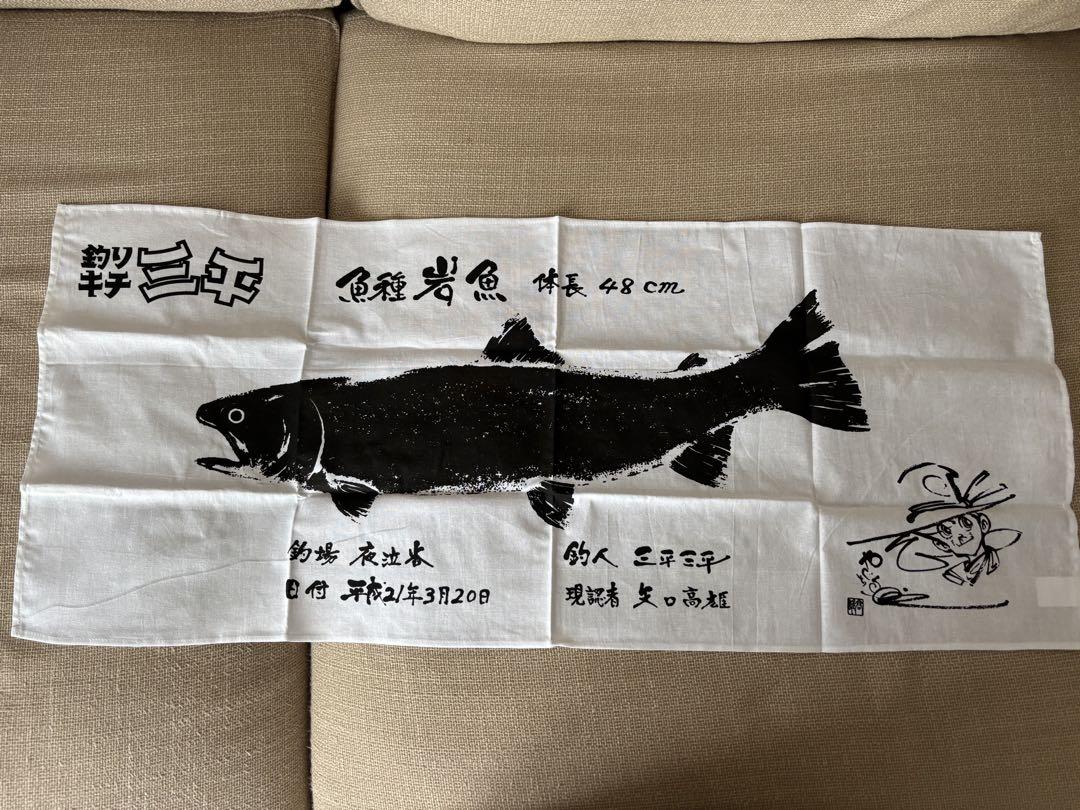 釣り
キチ
三平
魚種 岩魚 体長 48cm
釣場 夜泣谷
日付 平成21年3月20日
釣人 三平三平
現認者 矢口高雄